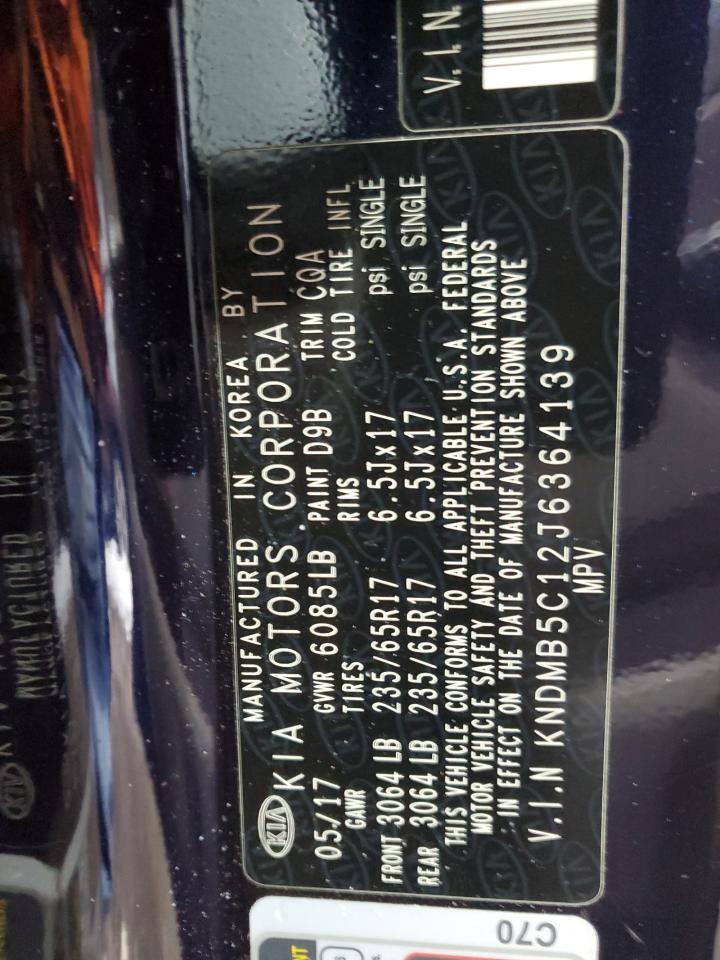 MANUFACTURED IN KOREA BY
KIA KIA MOTORS CORPORATION
05/17 GVWR 6085LB PAINT D9B TRIM CQA
GAWR TIRES RIMS COLD TIRE INFL
FRONT 3064 LB 235/65R17 6.5Jx17 psi SINGLE
REAR 3064 LB 235/65R17 6.5Jx17 psi SINGLE
THIS VEHICLE CONFORMS TO ALL APPLICABLE U.S.A. FEDERAL
MOTOR VEHICLE SAFETY AND THEFT PREVENTION STANDARDS
IN EFFECT ON THE DATE OF MANUFACTURE SHOWN ABOVE
V.I.N KNDMB5C12J6364139
MPV
V.I.N.
C70